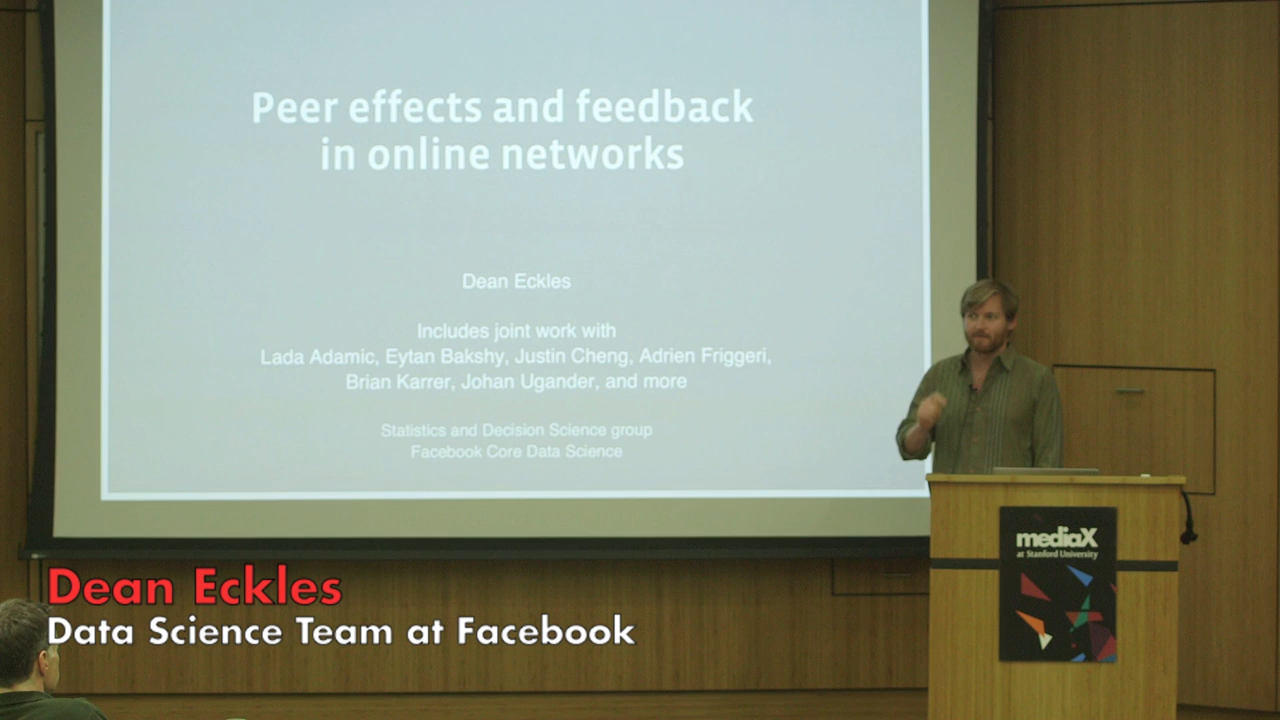 Peer effects and feedback
in online networks
Dean Eckles
Includes joint work with
Lada Adamic, Eytan Bakshy, Justin Cheng, Adrien Friggeri,
Brian Karrer, Johan Ugander, and more
Statistics and Decision Science group
Facebook Core Data Science
mediaX
at Stanford University
Dean Eckles
Data Science Team at Facebook